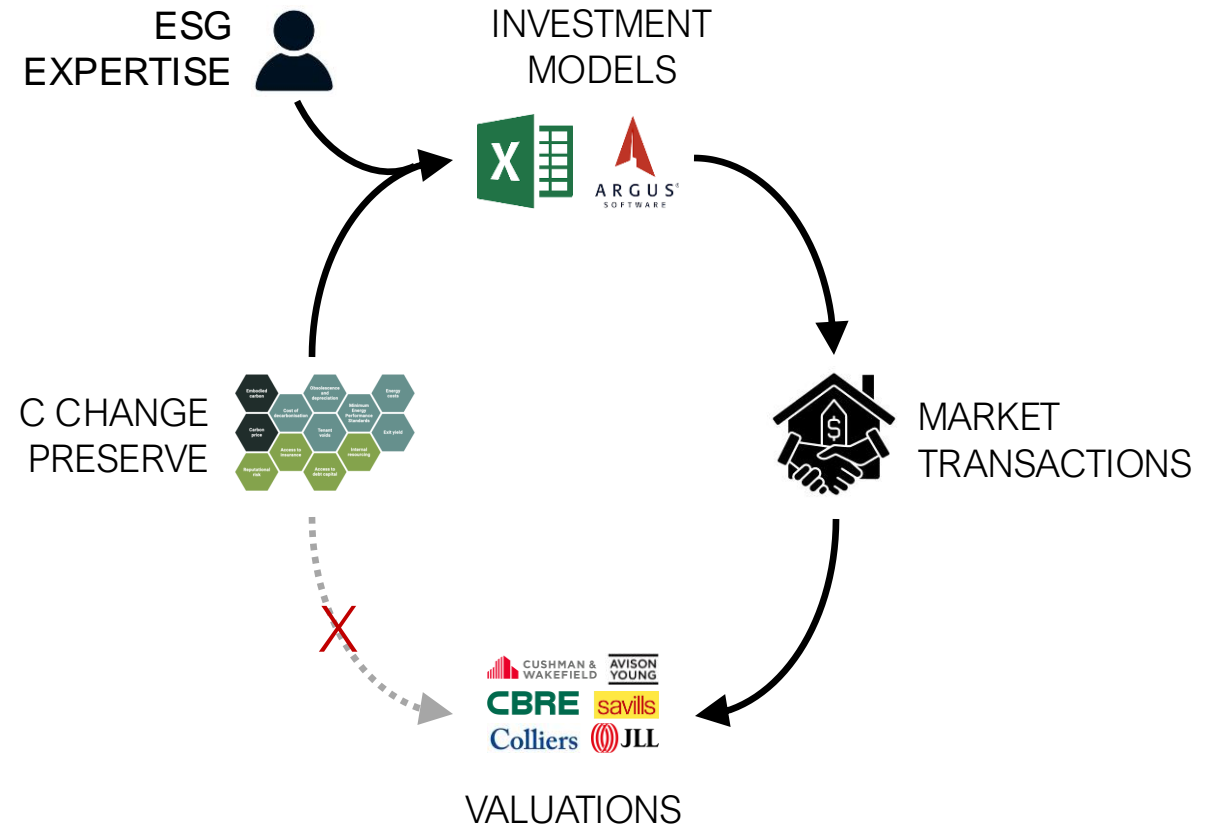 ESG
EXPERTISE
INVESTMENT
MODELS
X
ARGUS
SOFTWARE
C CHANGE
PRESERVE
Embodied
carbon
Obsolescence
and
depreciation
Energy
costs
Cost of
decarbonisation
Minimum
Energy
Performance
Standards
Carbon
price
Tenant
voids
Exit yield
Access to
insurance
Internal
resourcing
Reputational
risk
Access to
debt capital
$
MARKET
TRANSACTIONS
X
CUSHMAN &
WAKEFIELD
AVISON
YOUNG
CBRE
savills
Colliers
JLL
VALUATIONS